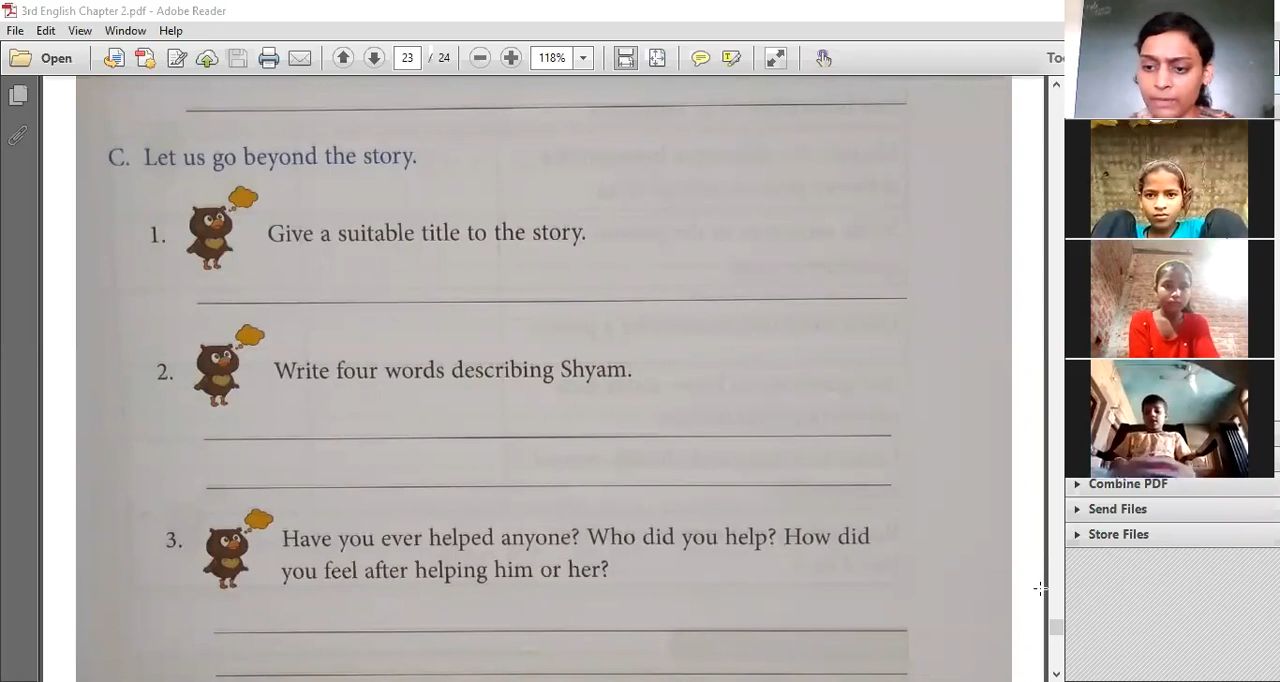 3rd English Chapter 2.pdf - Adobe Reader
File Edit View Window Help
Open 23 / 24 118% To
C. Let us go beyond the story.
1. Give a suitable title to the story.
2. Write four words describing Shyam.
3. Have you ever helped anyone? Who did you help? How did
you feel after helping him or her?
Combine PDF
Send Files
Store Files